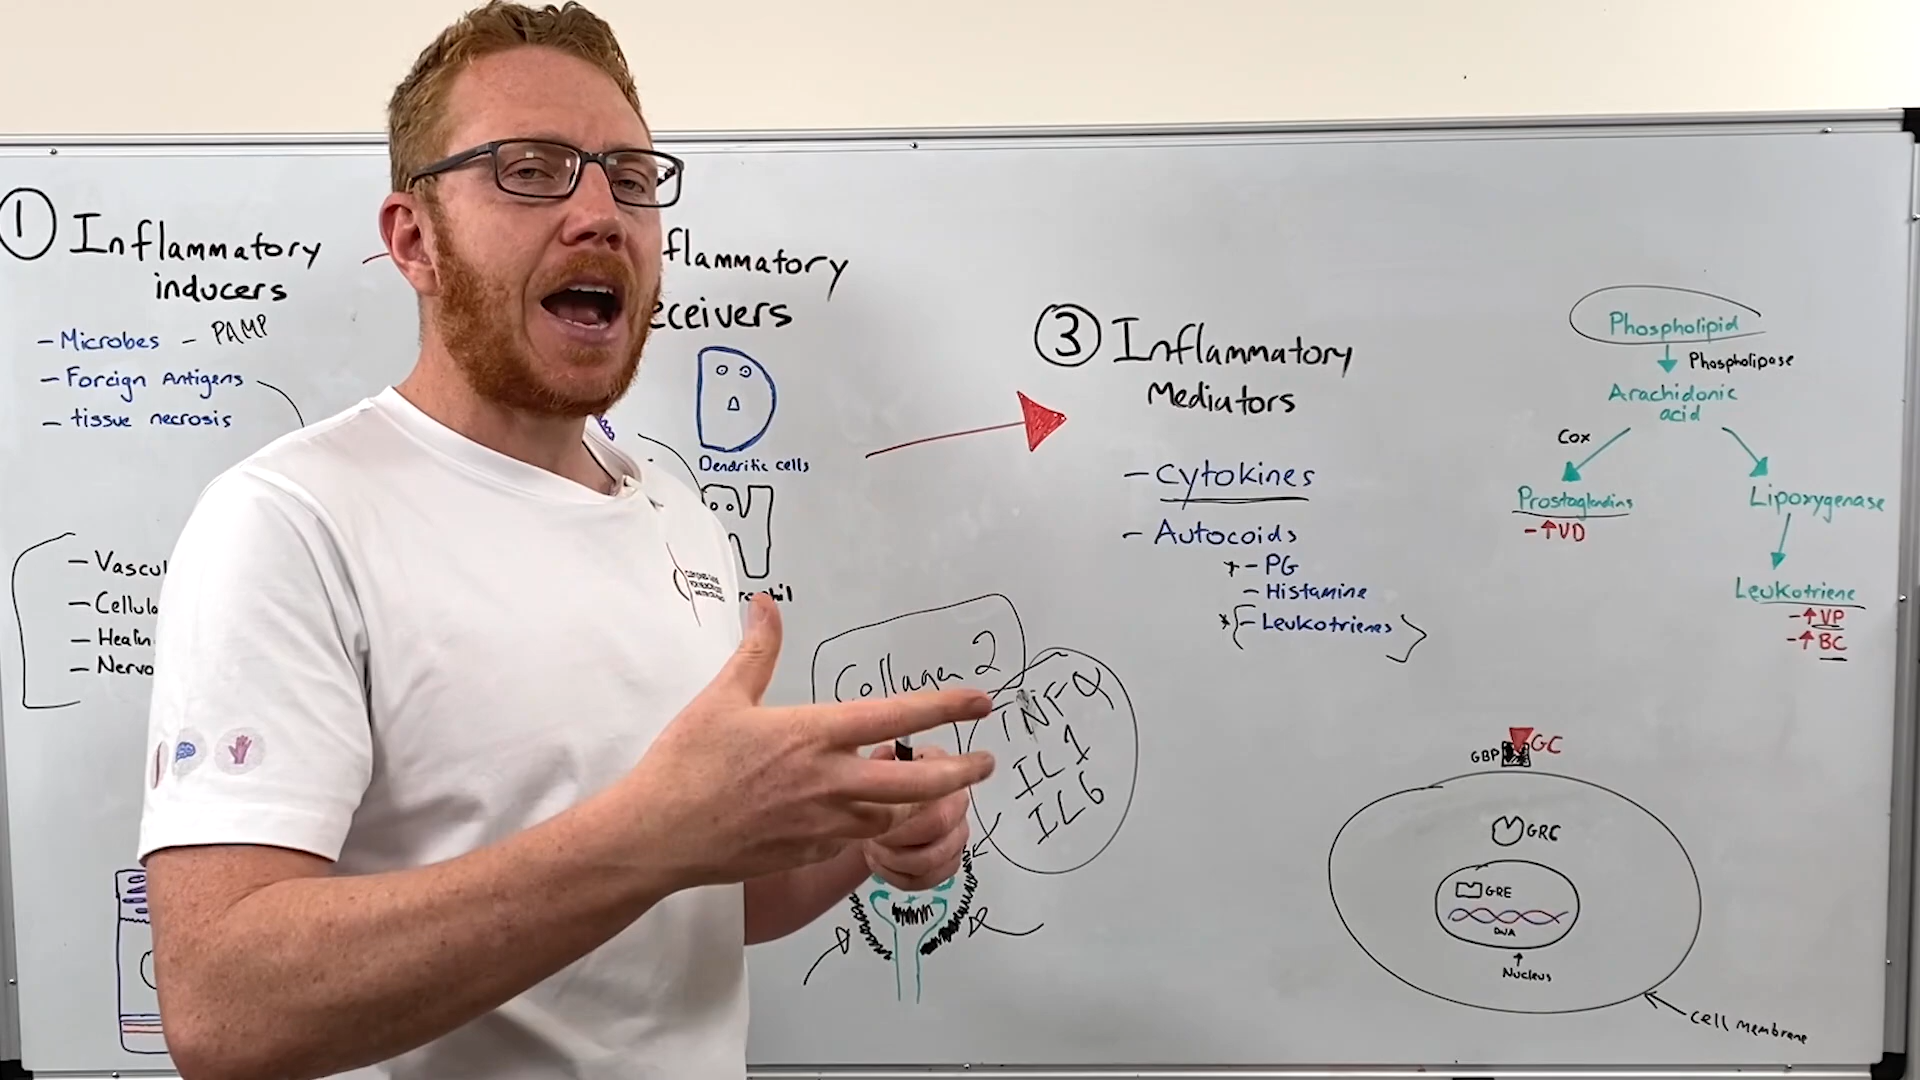 1 Inflammatory
inducers
- Microbes - PAMP
- Foreign Antigens
- tissue necrosis
- Vascul
- Cellula
- Healin
- Nervo
flammatory
eceivers
Dendritic cells
Collagen 2
TNFα
IL1
IL6
3 Inflammatory
Mediators
- Cytokines
- Autocoids
- PG
- Histamine
- Leukotrienes
Phospholipid
Phospholipase
Arachidonic
acid
Cox
Prostaglandins
- ↑VD
Lipoxygenase
Leukotriene
- ↑VP
- ↑BC
GC
GBP
GRC
GRE
DNA
Nucleus
cell membrane